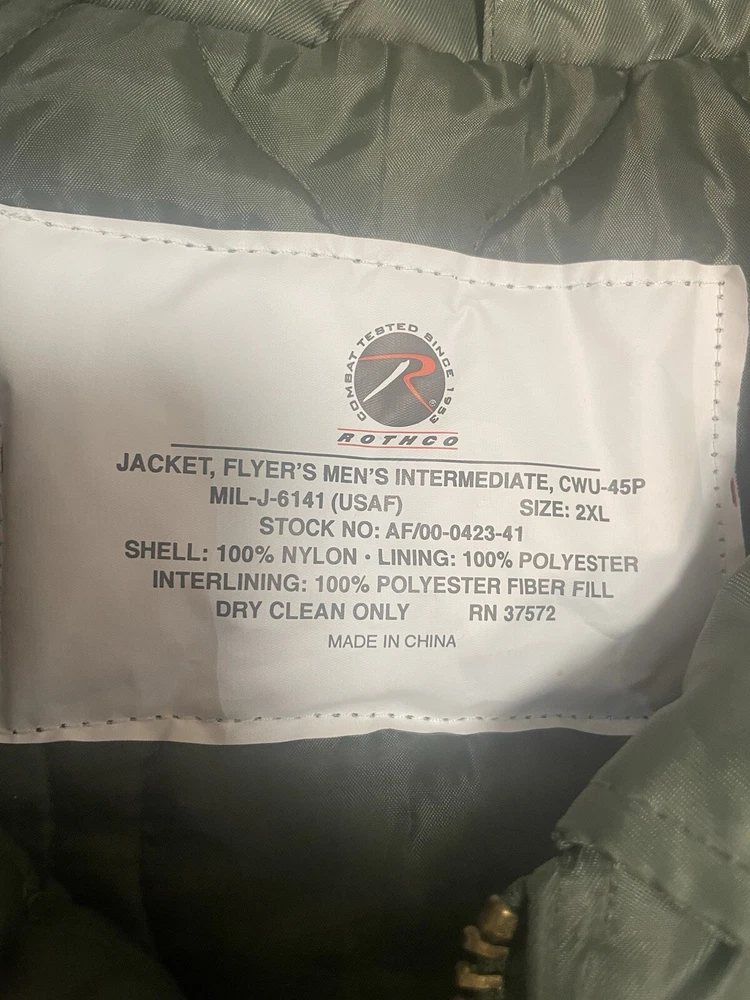 COMBAT TESTED SINCE 1953
R
®
ROTHCO
JACKET, FLYER'S MEN'S INTERMEDIATE, CWU-45P
MIL-J-6141 (USAF) SIZE: 2XL
STOCK NO: AF/00-0423-41
SHELL: 100% NYLON • LINING: 100% POLYESTER
INTERLINING: 100% POLYESTER FIBER FILL
DRY CLEAN ONLY RN 37572
MADE IN CHINA